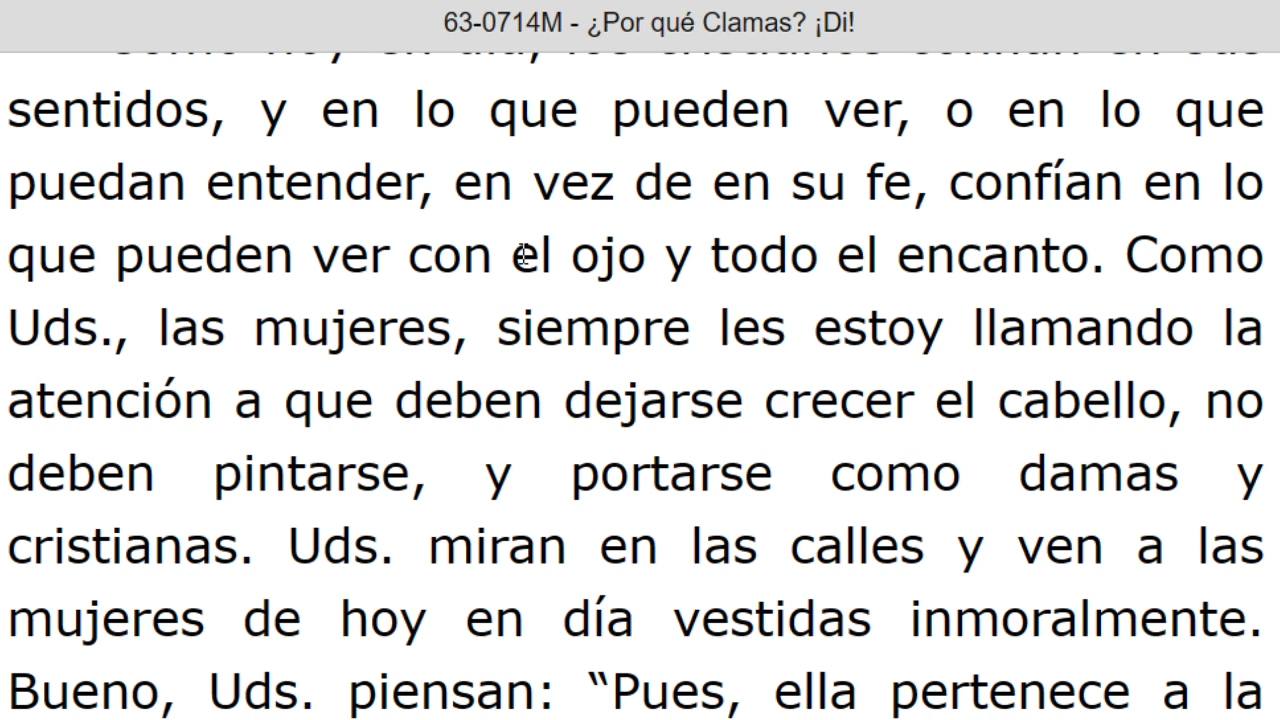 63-0714M - ¿Por qué Clamas? ¡Di!
sentidos, y en lo que pueden ver, o en lo que
puedan entender, en vez de en su fe, confían en lo
que pueden ver con el ojo y todo el encanto. Como
Uds., las mujeres, siempre les estoy llamando la
atención a que deben dejarse crecer el cabello, no
deben pintarse, y portarse como damas y
cristianas. Uds. miran en las calles y ven a las
mujeres de hoy en día vestidas inmoralmente.
Bueno, Uds. piensan: “Pues, ella pertenece a la